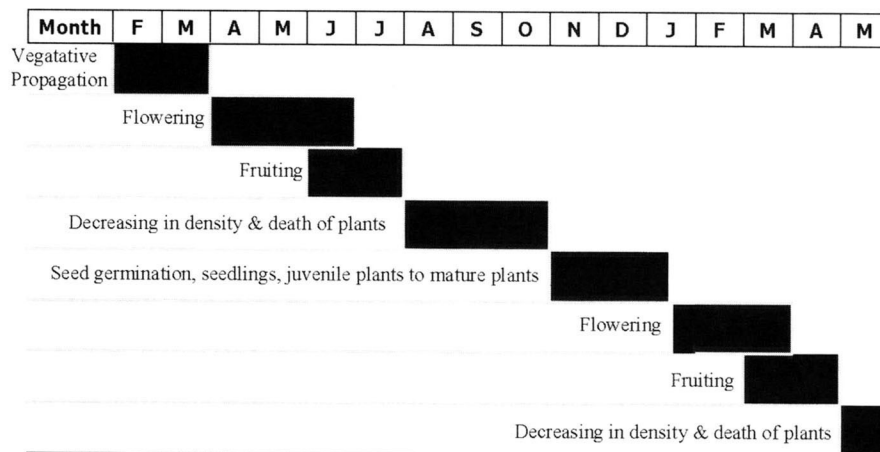 Month F M A M J J A S O N D J F M A M
Vegatative
Propagation
Flowering
Fruiting
Decreasing in density & death of plants
Seed germination, seedlings, juvenile plants to mature plants
Flowering
Fruiting
Decreasing in density & death of plants